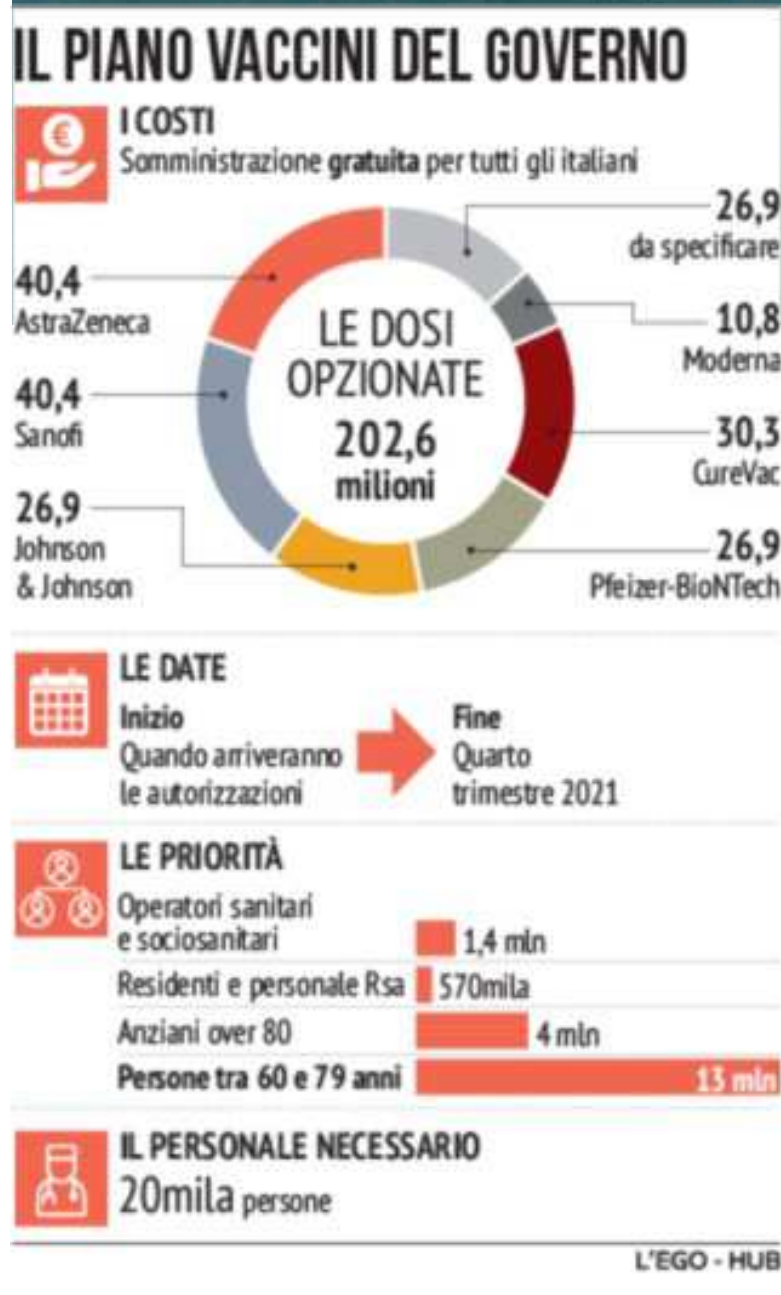 IL PIANO VACCINI DEL GOVERNO
I COSTI
Somministrazione gratuita per tutti gli italiani
26,9
da specificare
10,8
Moderna
30,3
CureVac
26,9
Pfeizer-BioNTech
40,4
AstraZeneca
40,4
Sanofi
26,9
Johnson
& Johnson
LE DOSI
OPZIONATE
202,6
milioni
LE DATE
Inizio
Quando arriveranno
le autorizzazioni
Fine
Quarto
trimestre 2021
LE PRIORITÀ
Operatori sanitari
e sociosanitari
1,4 mln
Residenti e personale Rsa 570mila
Anziani over 80 4 mln
Persone tra 60 e 79 anni 13 mln
IL PERSONALE NECESSARIO
20mila persone
L'EGO - HUB